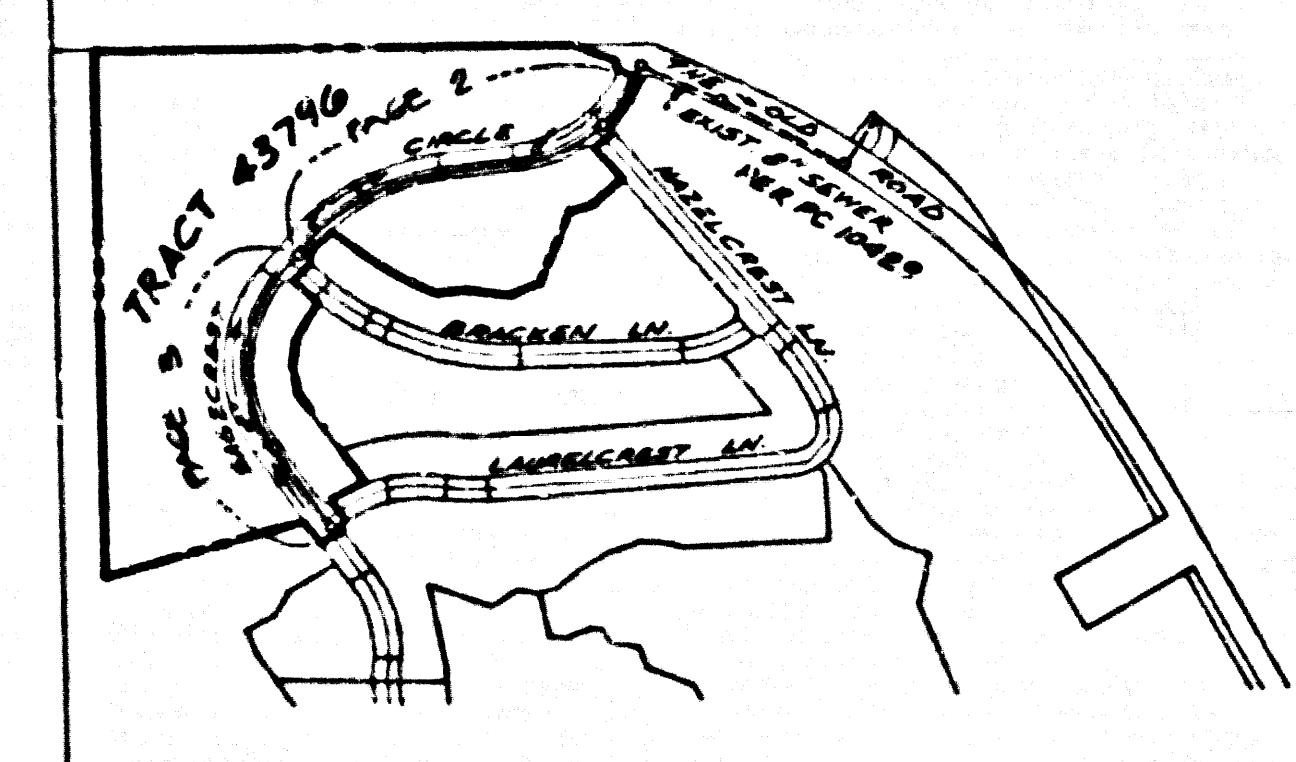 THE OLD ROAD
EXIST 8" SEWER
PER PC 10429
TRACT 43796
PAGE 2
CIRCLE
HAZELCREST LN.
BRACKEN LN.
PAGE 3
LAURELCREST LN.